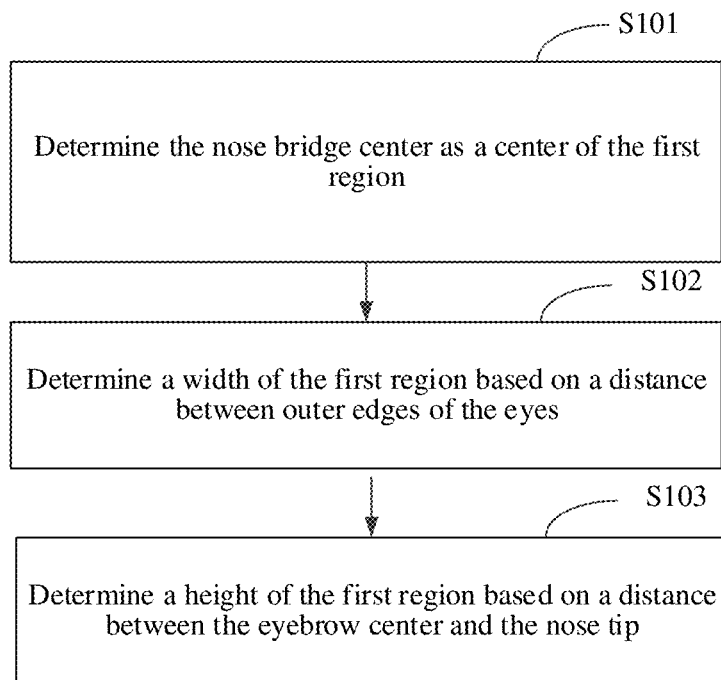 S101
Determine the nose bridge center as a center of the first
region
S102
Determine a width of the first region based on a distance
between outer edges of the eyes
S103
Determine a height of the first region based on a distance
between the eyebrow center and the nose tip